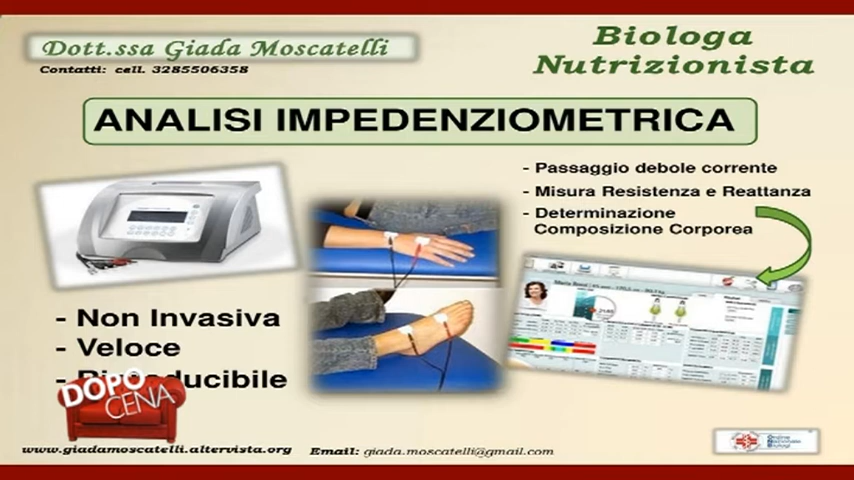 Dott.ssa Giada Moscatelli
Contatti: cell. 3285506358
Biologa
Nutrizionista
ANALISI IMPEDENZIOMETRICA
- Passaggio debole corrente
- Misura Resistenza e Reattanza
- Determinazione
Composizione Corporea
- Non Invasiva
- Veloce
- Riproducibile
DOPO
CENA
www.giadamoscatelli.altervista.org
Email: giada.moscatelli@gmail.com